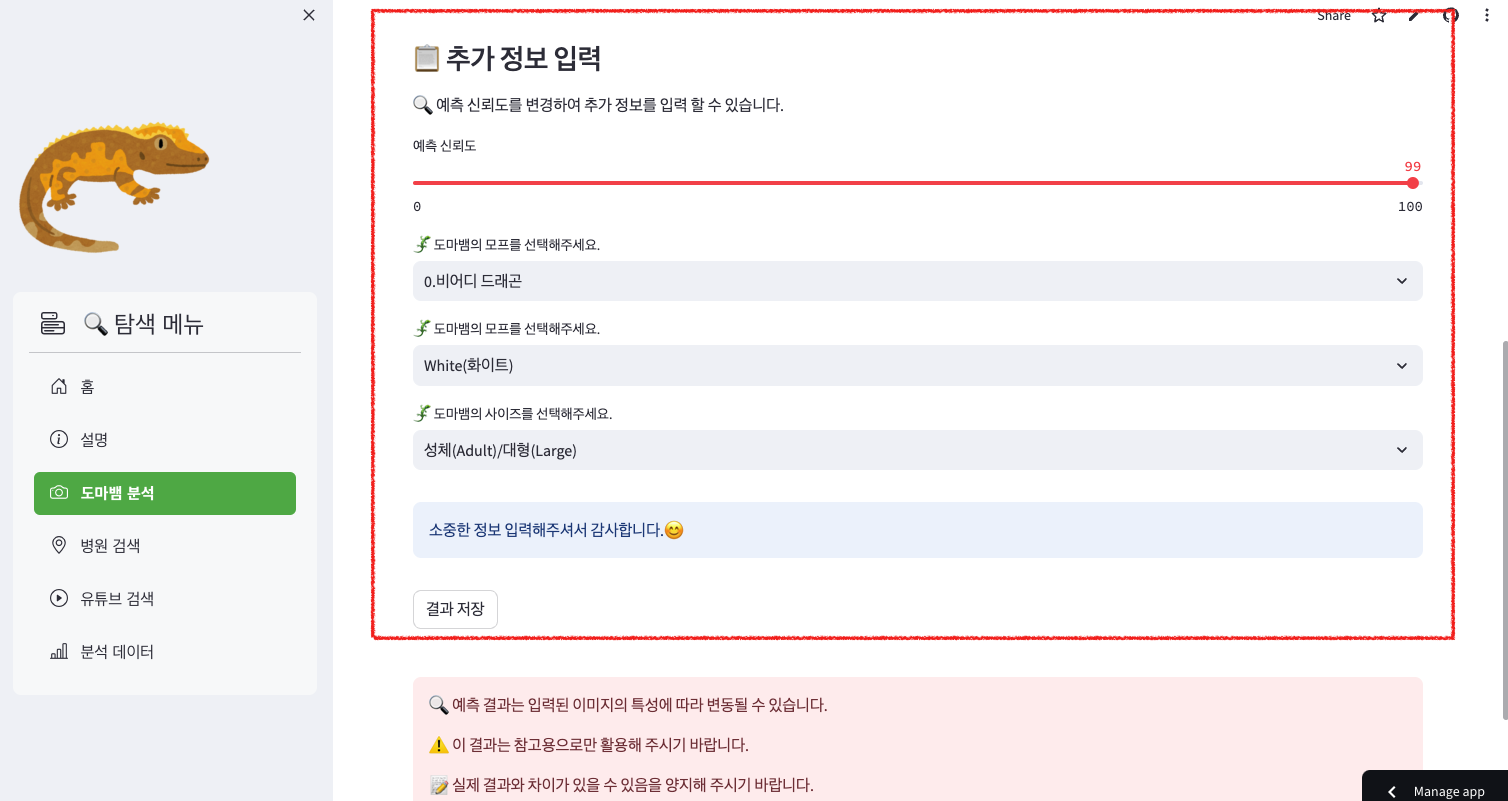 Share
🔍 탐색 메뉴
홈
설명
도마뱀 분석
병원 검색
유튜브 검색
분석 데이터
📋 추가 정보 입력
🔍 예측 신뢰도를 변경하여 추가 정보를 입력 할 수 있습니다.
예측 신뢰도
99
0 100
🦎 도마뱀의 모프를 선택해주세요.
0.비어디 드래곤
🦎 도마뱀의 모프를 선택해주세요.
White(화이트)
🦎 도마뱀의 사이즈를 선택해주세요.
성체(Adult)/대형(Large)
소중한 정보 입력해주셔서 감사합니다.😊
결과 저장
🔍 예측 결과는 입력된 이미지의 특성에 따라 변동될 수 있습니다.
⚠️ 이 결과는 참고용으로만 활용해 주시기 바랍니다.
📝 실제 결과와 차이가 있을 수 있음을 양지해 주시기 바랍니다.
Manage app